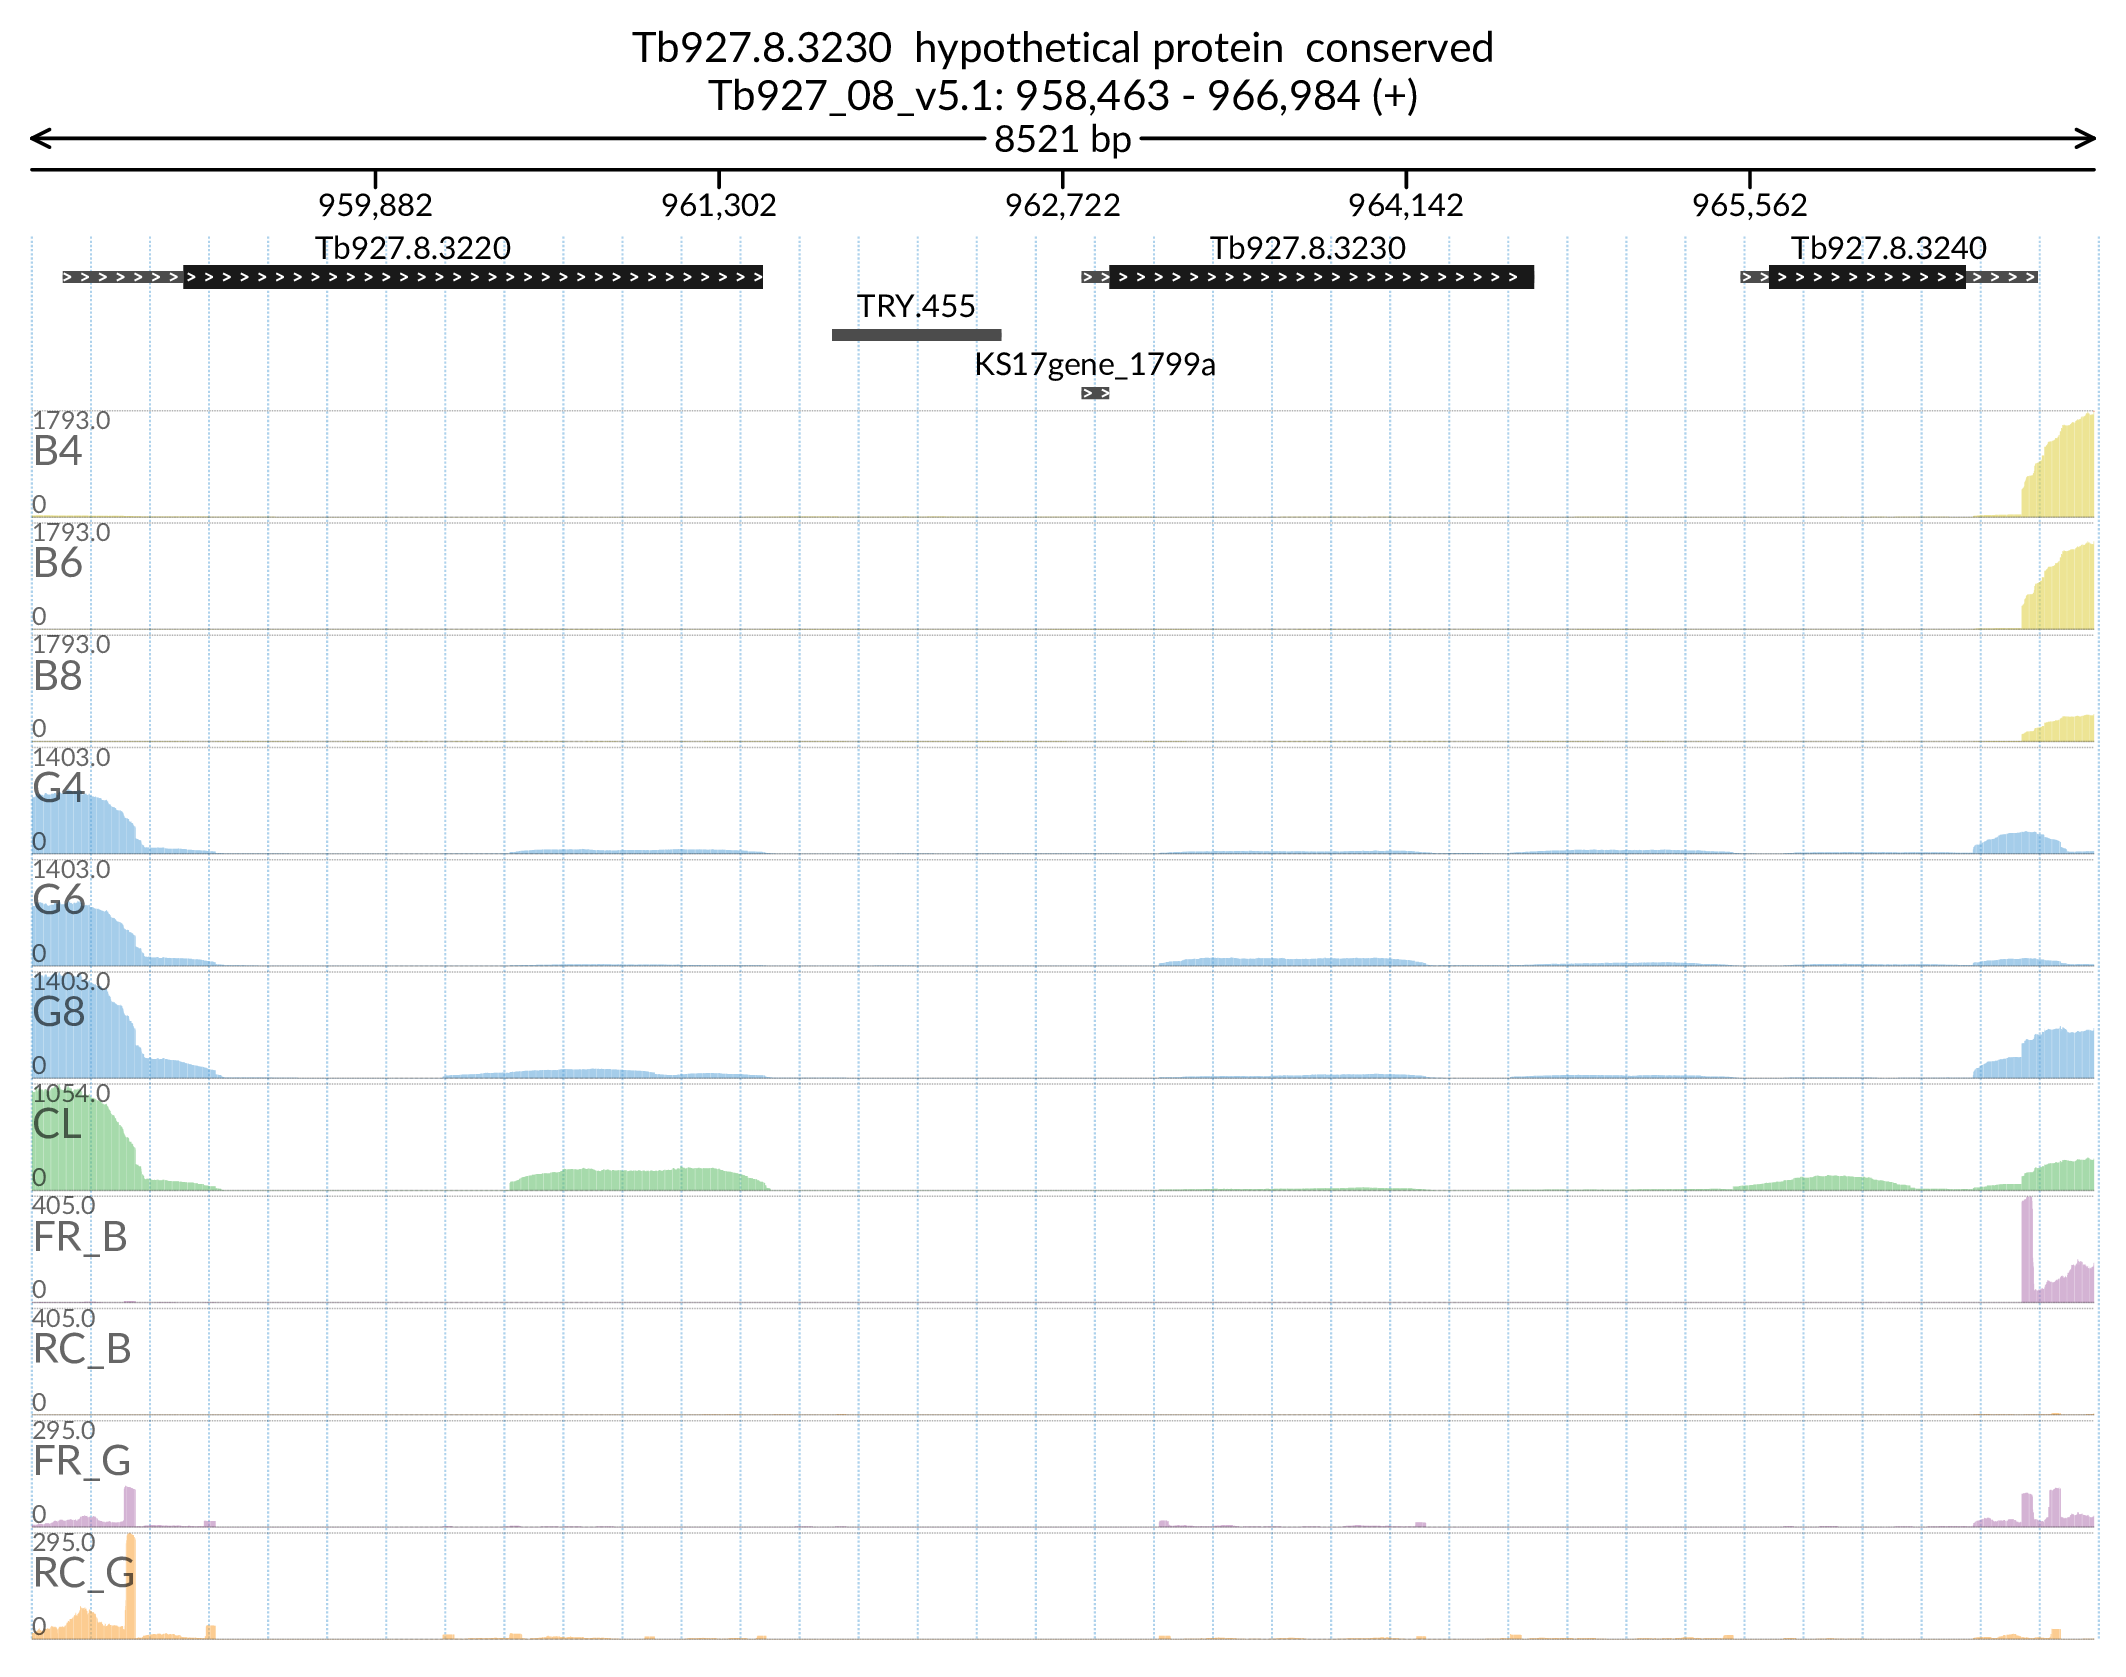 Tb927.8.3230  hypothetical protein  conserved
Tb927_08_v5.1: 958,463 - 966,984 (+)
8521 bp
959,882 961,302 962,722 964,142 965,562
Tb927.8.3220 Tb927.8.3230 Tb927.8.3240
TRY.455
KS17gene_1799a
1793.0
B4
0
1793.0
B6
0
1793.0
B8
0
1403.0
G4
0
1403.0
G6
0
1403.0
G8
0
1054.0
CL
0
405.0
FR_B
0
405.0
RC_B
0
295.0
FR_G
0
295.0
RC_G
0